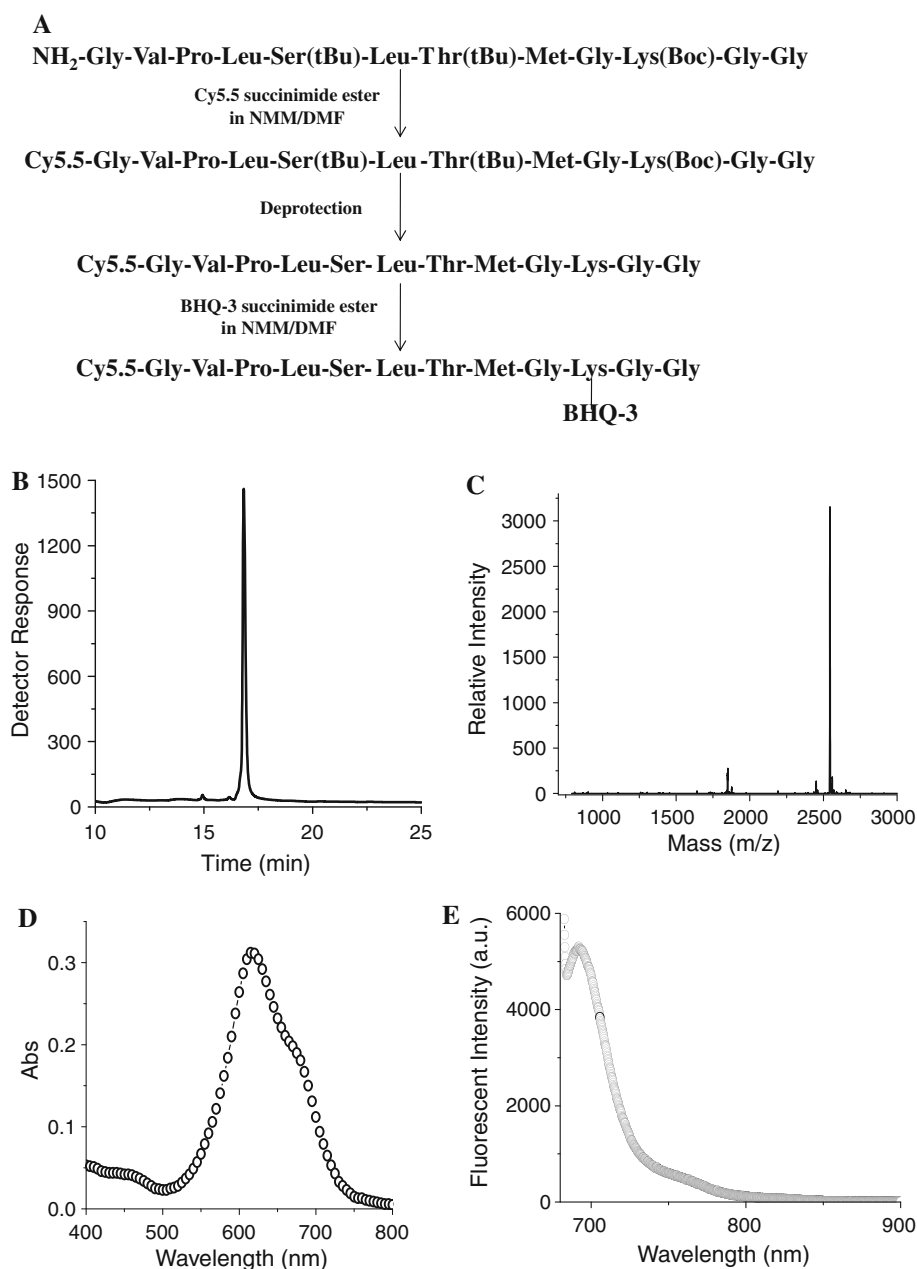 A
NH2-Gly-Val-Pro-Leu-Ser(tBu)-Leu-Thr(tBu)-Met-Gly-Lys(Boc)-Gly-Gly
Cy5.5 succinimide ester
in NMM/DMF
Cy5.5-Gly-Val-Pro-Leu-Ser(tBu)-Leu -Thr(tBu)-Met-Gly-Lys(Boc)-Gly-Gly
Deprotection
Cy5.5-Gly-Val-Pro-Leu-Ser- Leu-Thr-Met-Gly-Lys-Gly-Gly
BHQ-3 succinimide ester
in NMM/DMF
Cy5.5-Gly-Val-Pro-Leu-Ser- Leu-Thr-Met-Gly-Lys-Gly-Gly
BHQ-3
B
Detector Response
1500
1200
900
600
300
0
10 15 20 25
Time (min)
C
Relative Intensity
3000
2500
2000
1500
1000
500
0
1000 1500 2000 2500 3000
Mass (m/z)
D
Abs
0.3
0.2
0.1
0.0
400 500 600 700 800
Wavelength (nm)
E
Fluorescent Intensity (a.u.)
6000
4000
2000
0
700 800 900
Wavelength (nm)